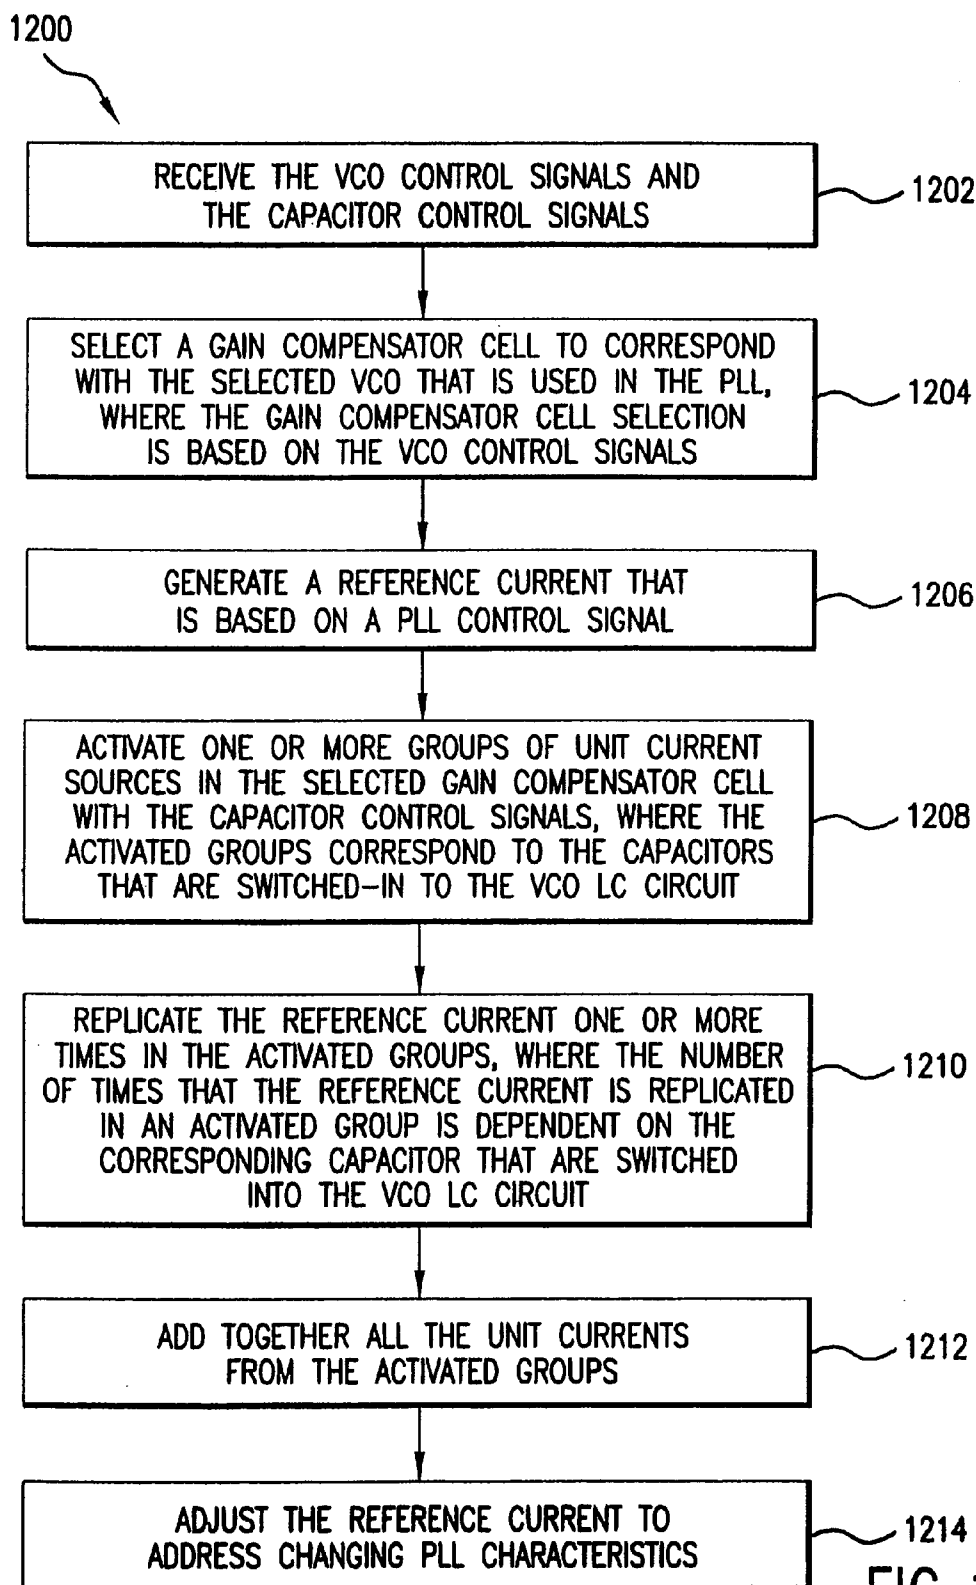 1200
RECEIVE THE VCO CONTROL SIGNALS AND
THE CAPACITOR CONTROL SIGNALS
1202
SELECT A GAIN COMPENSATOR CELL TO CORRESPOND
WITH THE SELECTED VCO THAT IS USED IN THE PLL,
WHERE THE GAIN COMPENSATOR CELL SELECTION
IS BASED ON THE VCO CONTROL SIGNALS
1204
GENERATE A REFERENCE CURRENT THAT
IS BASED ON A PLL CONTROL SIGNAL
1206
ACTIVATE ONE OR MORE GROUPS OF UNIT CURRENT
SOURCES IN THE SELECTED GAIN COMPENSATOR CELL
WITH THE CAPACITOR CONTROL SIGNALS, WHERE THE
ACTIVATED GROUPS CORRESPOND TO THE CAPACITORS
THAT ARE SWITCHED-IN TO THE VCO LC CIRCUIT
1208
REPLICATE THE REFERENCE CURRENT ONE OR MORE
TIMES IN THE ACTIVATED GROUPS, WHERE THE NUMBER
OF TIMES THAT THE REFERENCE CURRENT IS REPLICATED
IN AN ACTIVATED GROUP IS DEPENDENT ON THE
CORRESPONDING CAPACITOR THAT ARE SWITCHED
INTO THE VCO LC CIRCUIT
1210
ADD TOGETHER ALL THE UNIT CURRENTS
FROM THE ACTIVATED GROUPS
1212
ADJUST THE REFERENCE CURRENT TO
ADDRESS CHANGING PLL CHARACTERISTICS
1214
FIG.